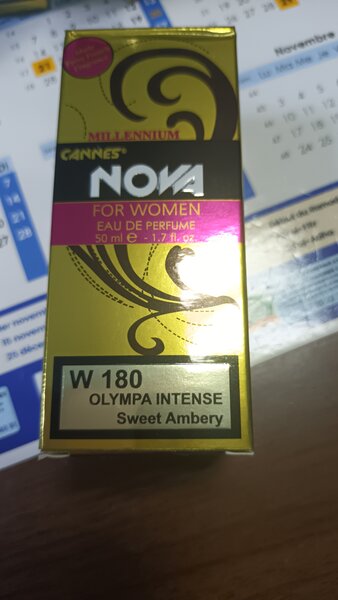 MILLENNIUM
CANNES®
NOVA
FOR WOMEN
EAU DE PERFUME
50 ml e - 1.7 fl. oz.
W 180
OLYMPA INTENSE
Sweet Ambery
Novembre